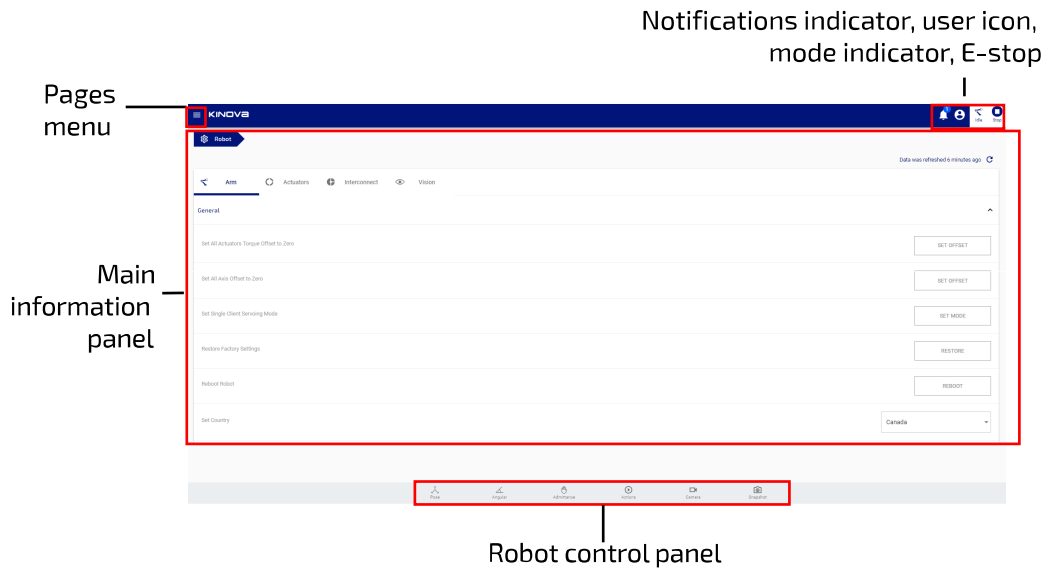 Notifications indicator, user icon,
mode indicator, E-stop
Pages
menu
KINOVA
1
Idle
Stop
Robot
Data was refreshed 6 minutes ago
Arm
Actuators
Interconnect
Vision
General
Set All Actuators Torque Offset to Zero
SET OFFSET
Set All Axis Offset to Zero
SET OFFSET
Main
information
panel
Set Single Client Servoing Mode
SET MODE
Restore Factory Settings
RESTORE
Reboot Robot
REBOOT
Set Country
Canada
Pose
Angular
Admittance
Actions
Camera
Snapshot
Robot control panel